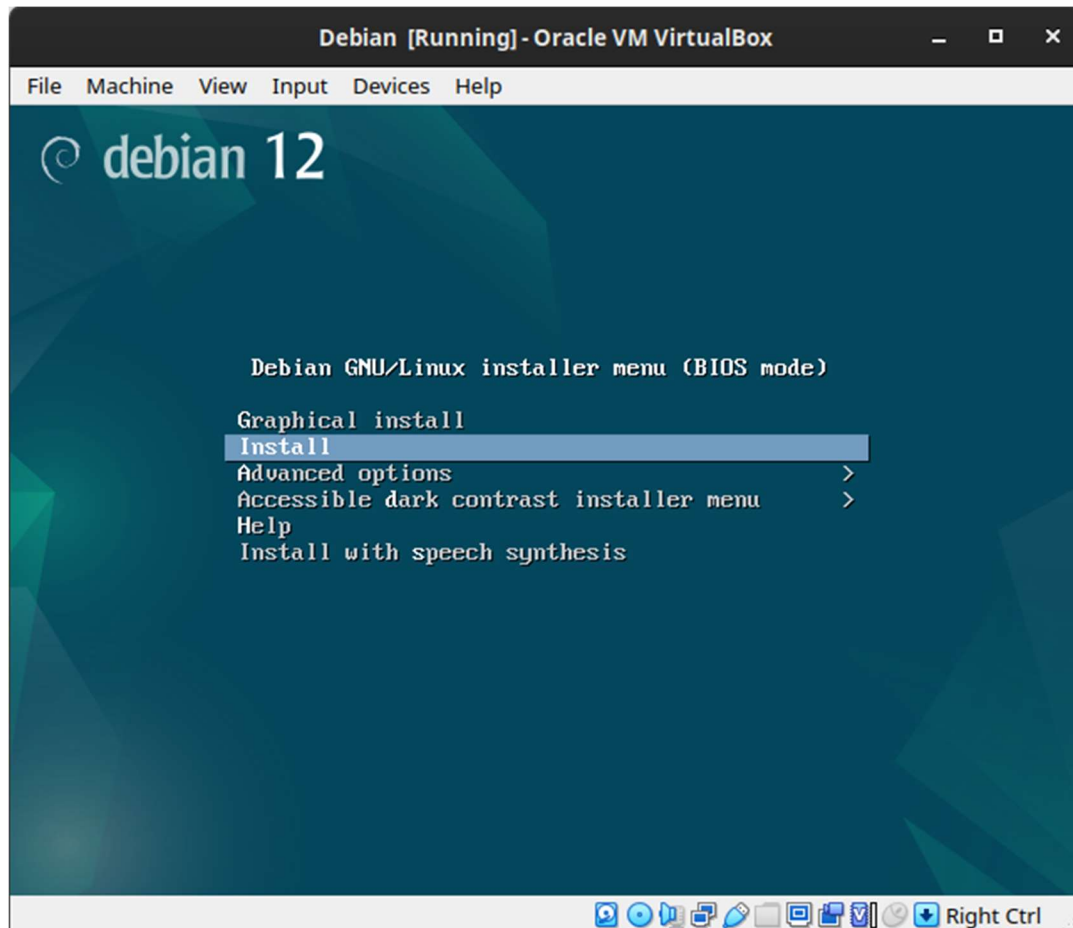 Debian [Running] - Oracle VM VirtualBox
File Machine View Input Devices Help
debian 12
Debian GNU/Linux installer menu (BIOS mode)
Graphical install
Install
Advanced options >
Accessible dark contrast installer menu >
Help
Install with speech synthesis
Right Ctrl